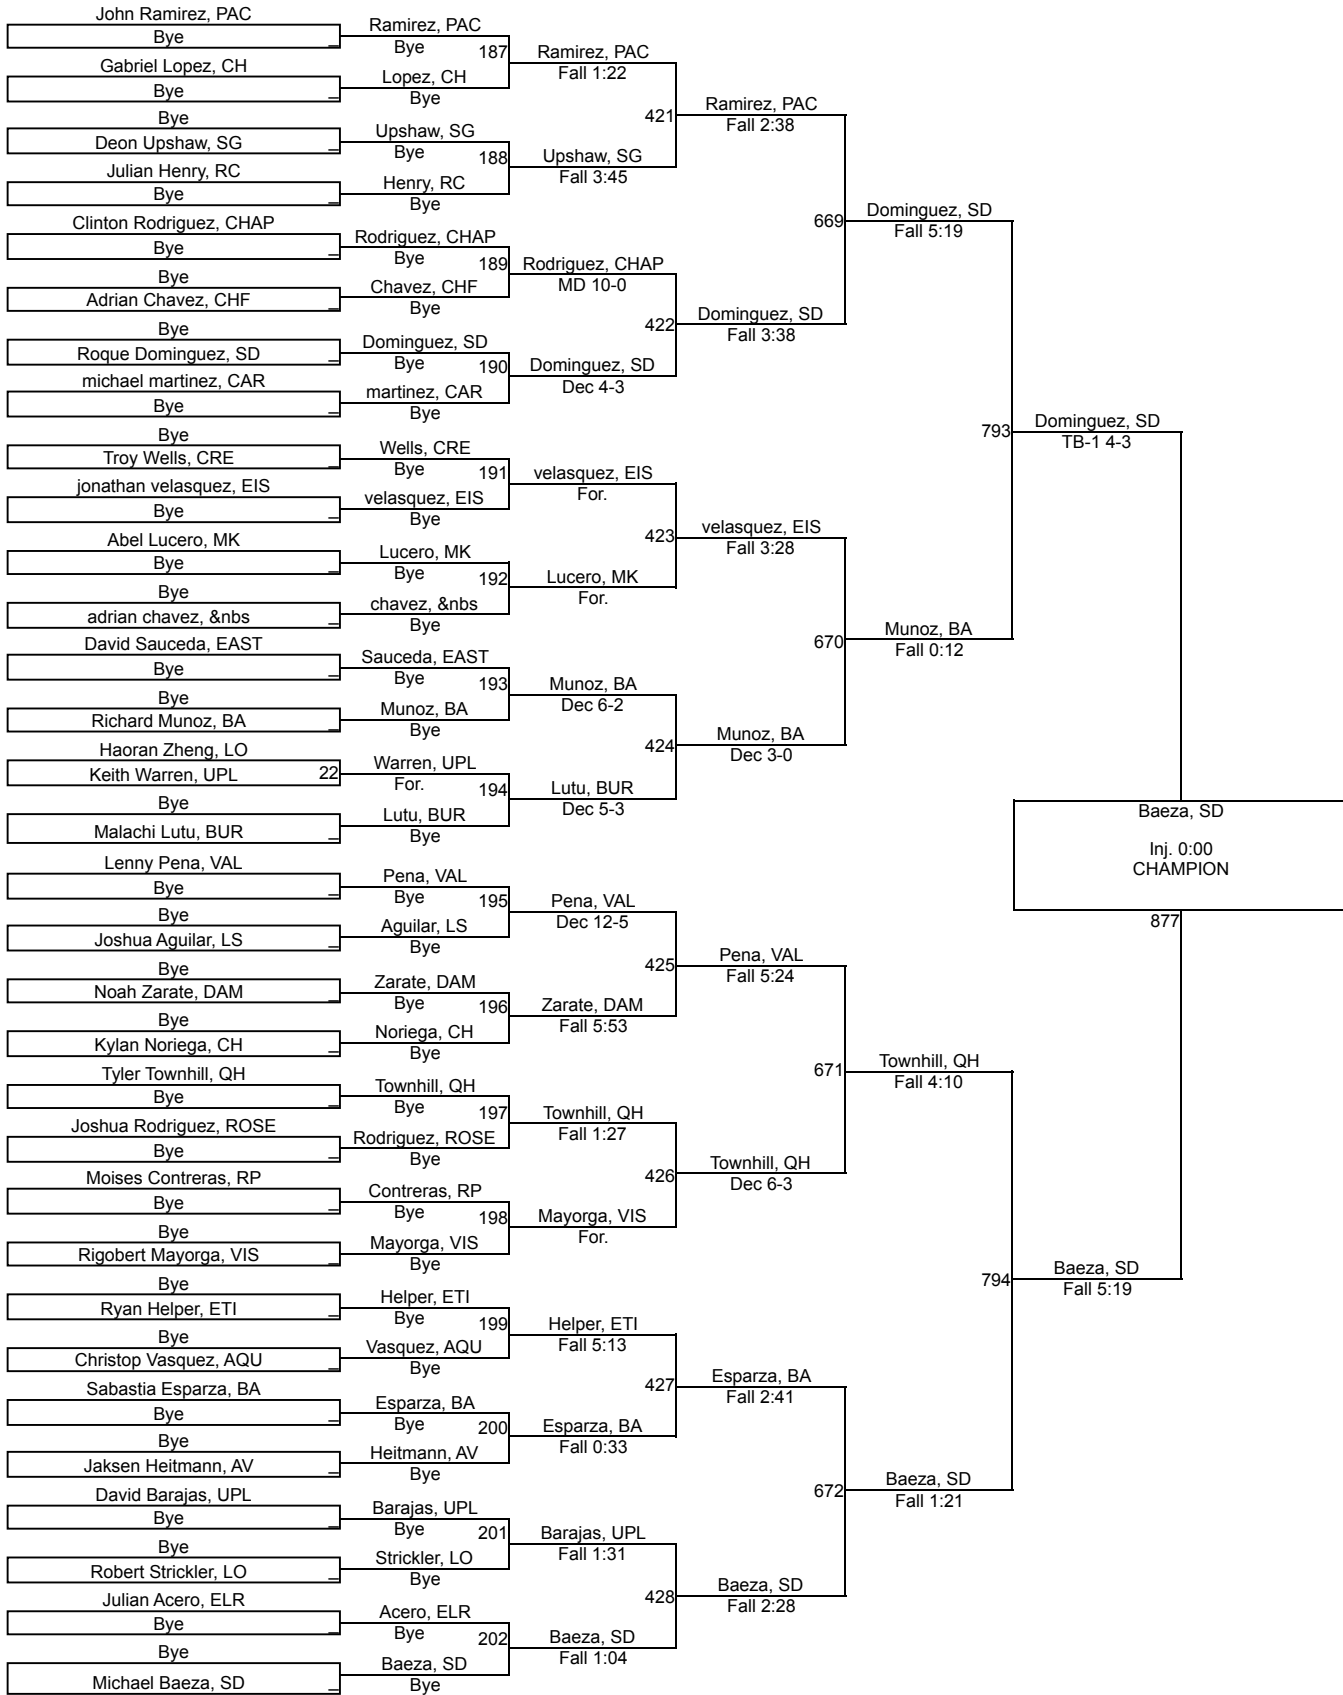 John Ramirez, PAC
Bye
Gabriel Lopez, CH
Bye
Bye
Deon Upshaw, SG
Julian Henry, RC
Bye
Clinton Rodriguez, CHAP
Bye
Bye
Adrian Chavez, CHF
Bye
Roque Dominguez, SD
michael martinez, CAR
Bye
Bye
Troy Wells, CRE
jonathan velasquez, EIS
Bye
Abel Lucero, MK
Bye
Bye
adrian chavez, &nbs
David Sauceda, EAST
Bye
Bye
Richard Munoz, BA
Haoran Zheng, LO
Keith Warren, UPL 22
Bye
Malachi Lutu, BUR
Lenny Pena, VAL
Bye
Bye
Joshua Aguilar, LS
Bye
Noah Zarate, DAM
Bye
Kylan Noriega, CH
Tyler Townhill, QH
Bye
Joshua Rodriguez, ROSE
Bye
Moises Contreras, RP
Bye
Bye
Rigobert Mayorga, VIS
Bye
Ryan Helper, ETI
Bye
Christop Vasquez, AQU
Sabastia Esparza, BA
Bye
Bye
Jaksen Heitmann, AV
David Barajas, UPL
Bye
Bye
Robert Strickler, LO
Julian Acero, ELR
Bye
Bye
Michael Baeza, SD
Ramirez, PAC
Bye 187
Lopez, CH
Bye
Upshaw, SG
Bye 188
Henry, RC
Bye
Rodriguez, CHAP
Bye 189
Chavez, CHF
Bye
Dominguez, SD
Bye 190
martinez, CAR
Bye
Wells, CRE
Bye 191
velasquez, EIS
Bye
Lucero, MK
Bye 192
chavez, &nbs
Bye
Sauceda, EAST
Bye 193
Munoz, BA
Bye
Warren, UPL
For. 194
Lutu, BUR
Bye
Pena, VAL
Bye 195
Aguilar, LS
Bye
Zarate, DAM
Bye 196
Noriega, CH
Bye
Townhill, QH
Bye 197
Rodriguez, ROSE
Bye
Contreras, RP
Bye 198
Mayorga, VIS
Bye
Helper, ETI
Bye 199
Vasquez, AQU
Bye
Esparza, BA
Bye 200
Heitmann, AV
Bye
Barajas, UPL
Bye 201
Strickler, LO
Bye
Acero, ELR
Bye 202
Baeza, SD
Bye
Ramirez, PAC
Fall 1:22
421
Upshaw, SG
Fall 3:45
Rodriguez, CHAP
MD 10-0
422
Dominguez, SD
Dec 4-3
velasquez, EIS
For.
423
Lucero, MK
For.
Munoz, BA
Dec 6-2
424
Lutu, BUR
Dec 5-3
Pena, VAL
Dec 12-5
425
Zarate, DAM
Fall 5:53
Townhill, QH
Fall 1:27
426
Mayorga, VIS
For.
Helper, ETI
Fall 5:13
427
Esparza, BA
Fall 0:33
Barajas, UPL
Fall 1:31
428
Baeza, SD
Fall 1:04
Ramirez, PAC
Fall 2:38
669
Dominguez, SD
Fall 3:38
velasquez, EIS
Fall 3:28
670
Munoz, BA
Dec 3-0
Pena, VAL
Fall 5:24
671
Townhill, QH
Dec 6-3
Esparza, BA
Fall 2:41
672
Baeza, SD
Fall 2:28
Dominguez, SD
Fall 5:19
793
Munoz, BA
Fall 0:12
Townhill, QH
Fall 4:10
794
Baeza, SD
Fall 1:21
Dominguez, SD
TB-1 4-3
Baeza, SD
Inj. 0:00
CHAMPION
877
Baeza, SD
Fall 5:19